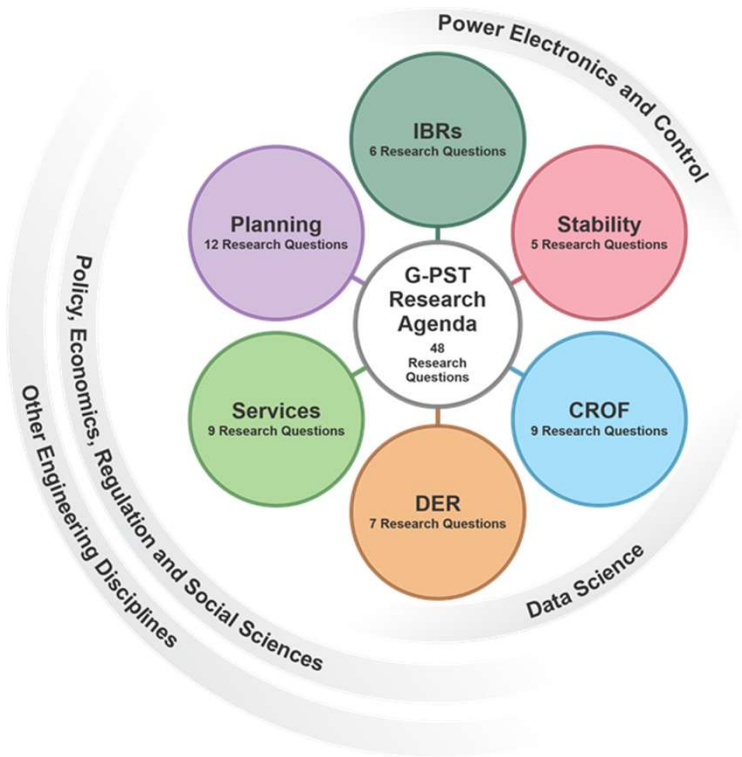 Power Electronics and Control
IBRs
6 Research Questions
Planning
12 Research Questions
Stability
5 Research Questions
G-PST
Research
Agenda
48
Research
Questions
Services
9 Research Questions
CROF
9 Research Questions
DER
7 Research Questions
Data Science
Policy, Economics, Regulation and Social Sciences
Other Engineering Disciplines